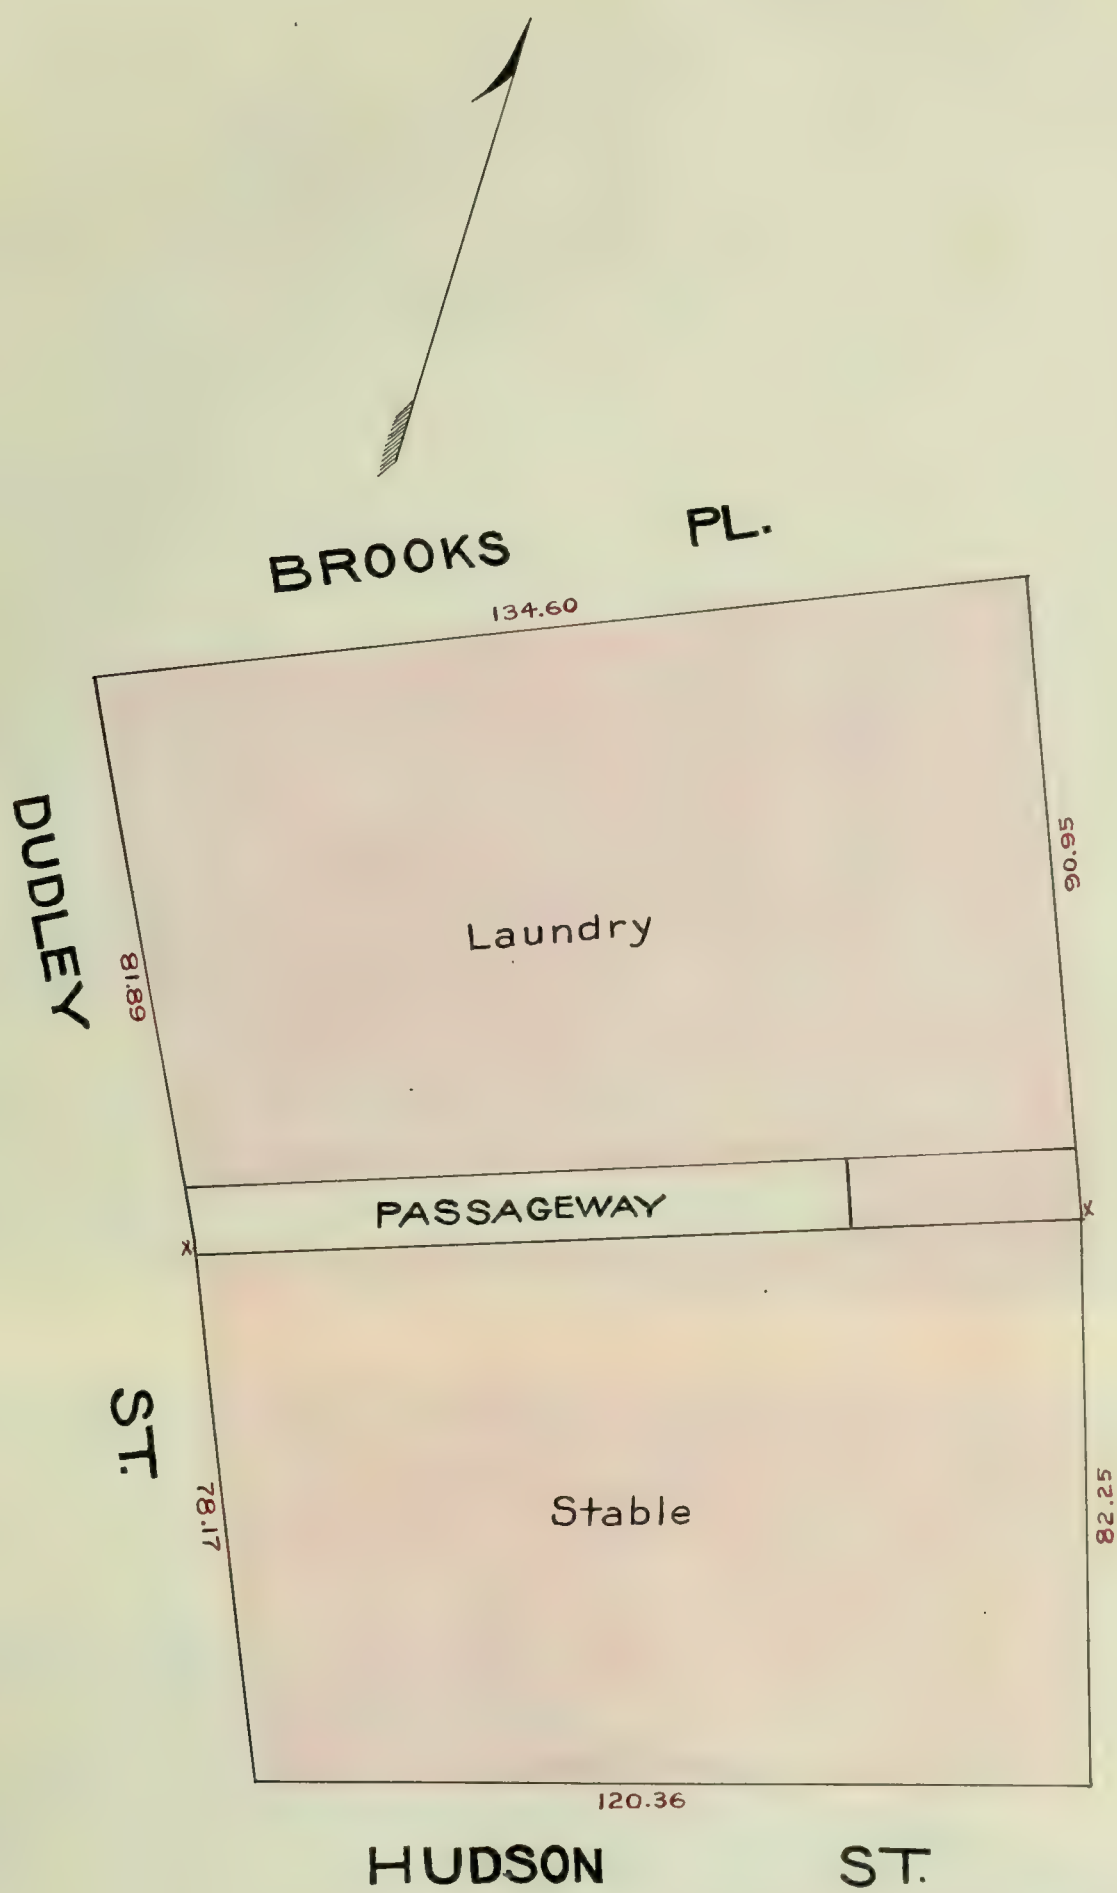 BROOKS PL.
134.60
DUDLEY ST.
81.89
90.95
Laundry
PASSAGEWAY
x
x
78.17
Stable
82.25
120.36
HUDSON ST.